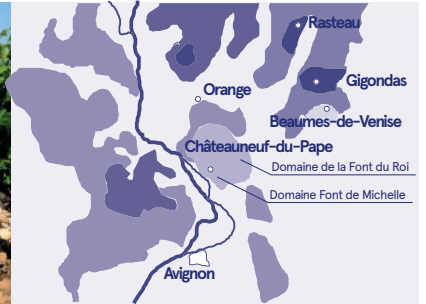 Rasteau
Gigondas
Orange
Beaumes-de-Venise
Châteauneuf-du-Pape
Domaine de la Font du Roi
Domaine Font de Michelle
Avignon